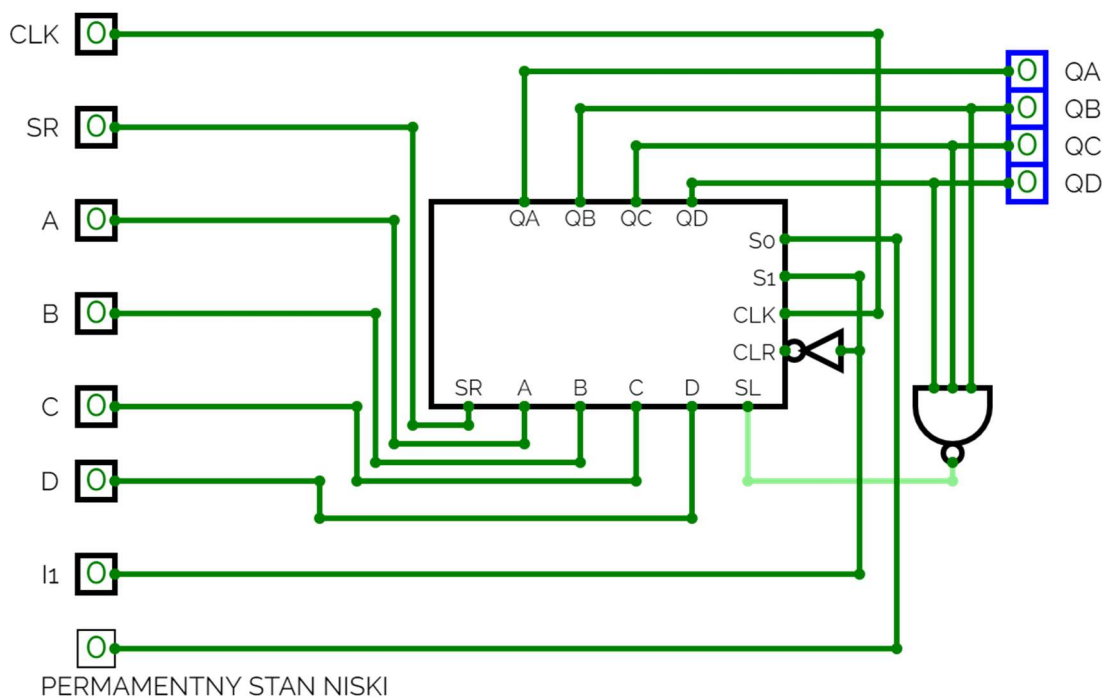 CLK 0
0 QA
0 QB
SR 0
0 QC
0 QD
A 0
QA QB QC QD
S0
S1
B 0
CLK
CLR
SR A B C D SL
C 0
D 0
I1 0
0
PERMAMENTNY STAN NISKI